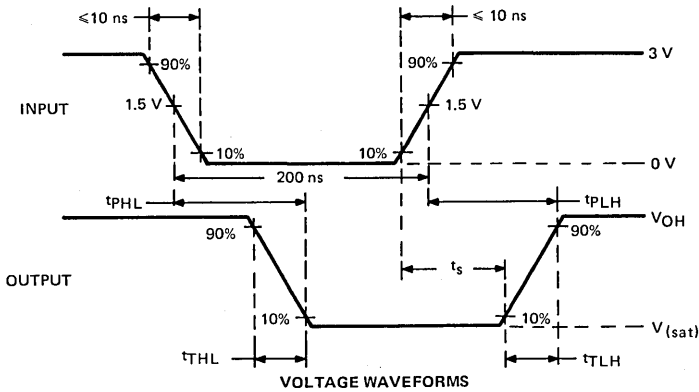 ≤10 ns
≤ 10 ns
90%
90%
3 V
INPUT
1.5 V
1.5 V
10%
10%
0 V
200 ns
tPHL
tPLH
VOH
90%
90%
OUTPUT
ts
10%
10%
V(sat)
tTHL
tTLH
VOLTAGE WAVEFORMS